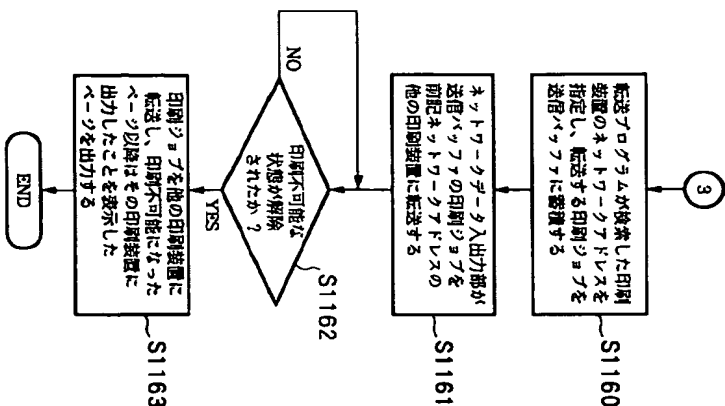 3
転送プログラムが検索した印刷
装置のネットワークアドレスを
指定し、転送する印刷ジョブを
送信バッファに蓄積する
S1160
ネットワークデータ入出力部が
送信バッファの印刷ジョブを
前記ネットワークアドレスの
他の印刷装置に転送する
S1161
印刷不可能な
状態が解除
されたか?
S1162
NO
YES
印刷ジョブを他の印刷装置に
転送し、印刷不可能になった
ページ以降はその印刷装置に
出力したことを表示した
ページを出力する
S1163
END